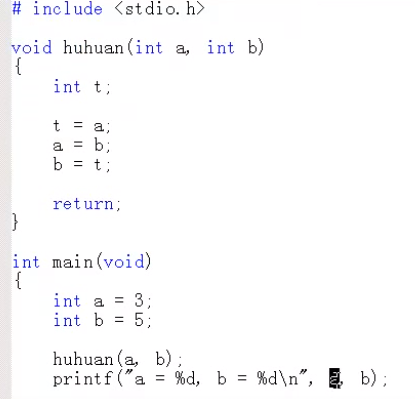 # include <stdio.h>
void huhuan(int a, int b)
{
int t;
t = a;
a = b;
b = t;
return;
}
int main(void)
{
int a = 3;
int b = 5;
huhuan(a, b);
printf("a = %d, b = %d\n", a, b);